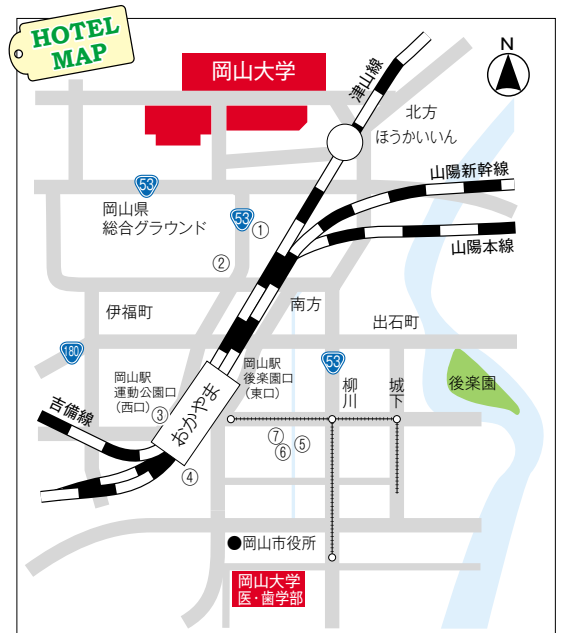 HOTEL
MAP
岡山大学
津山線
N
北方
ほうかいいん
山陽新幹線
53
岡山県
総合グラウンド
53
①
山陽本線
②
南方
伊福町
出石町
180
岡山駅
運動公園口
(西口)
岡山駅
後楽園口
(東口)
53
柳川
城下
後楽園
吉備線
③
おかやま
⑦
⑥
⑤
④
●岡山市役所
岡山大学
医・歯学部